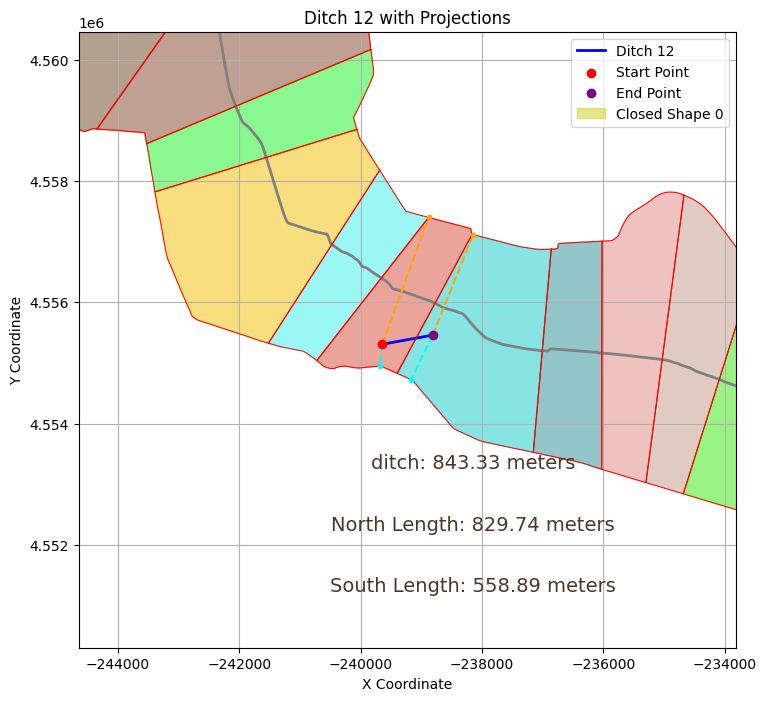 Ditch 12 with Projections
1e6
Ditch 12
Start Point
End Point
Closed Shape 0
4.560
4.558
4.556
4.554
4.552
Y Coordinate
ditch: 843.33 meters
North Length: 829.74 meters
South Length: 558.89 meters
−244000 −242000 −240000 −238000 −236000 −234000
X Coordinate